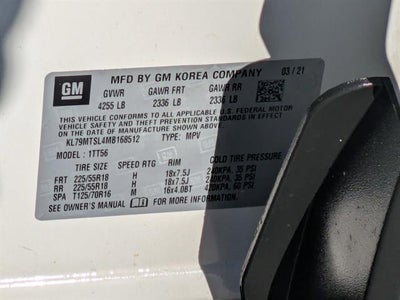 GM
MFD BY GM KOREA COMPANY 03/21
GVWR GAWR FRT GAWR RR
4255 LB 2336 LB 2336 LB
THIS VEHICLE CONFORMS TO ALL APPLICABLE U.S. FEDERAL MOTOR
VEHICLE SAFETY AND THEFT PREVENTION STANDARDS IN EFFECT ON THE
DATE OF MANUFACTURE SHOWN ABOVE.
KL79MTSL4MB168512 TYPE: MPV
MODEL: 1TT56
TIRE SIZE SPEED RTG RIM COLD TIRE PRESSURE
FRT 225/55R18 H 18x7.5J 240KPA, 35 PSI
RR 225/55R18 H 18x7.5J 240KPA, 35 PSI
SPA T125/70R16 M 16x4.0BT 420KPA, 60 PSI
SEE OWNER'S MANUAL FOR ADDITIONAL INFORMATION